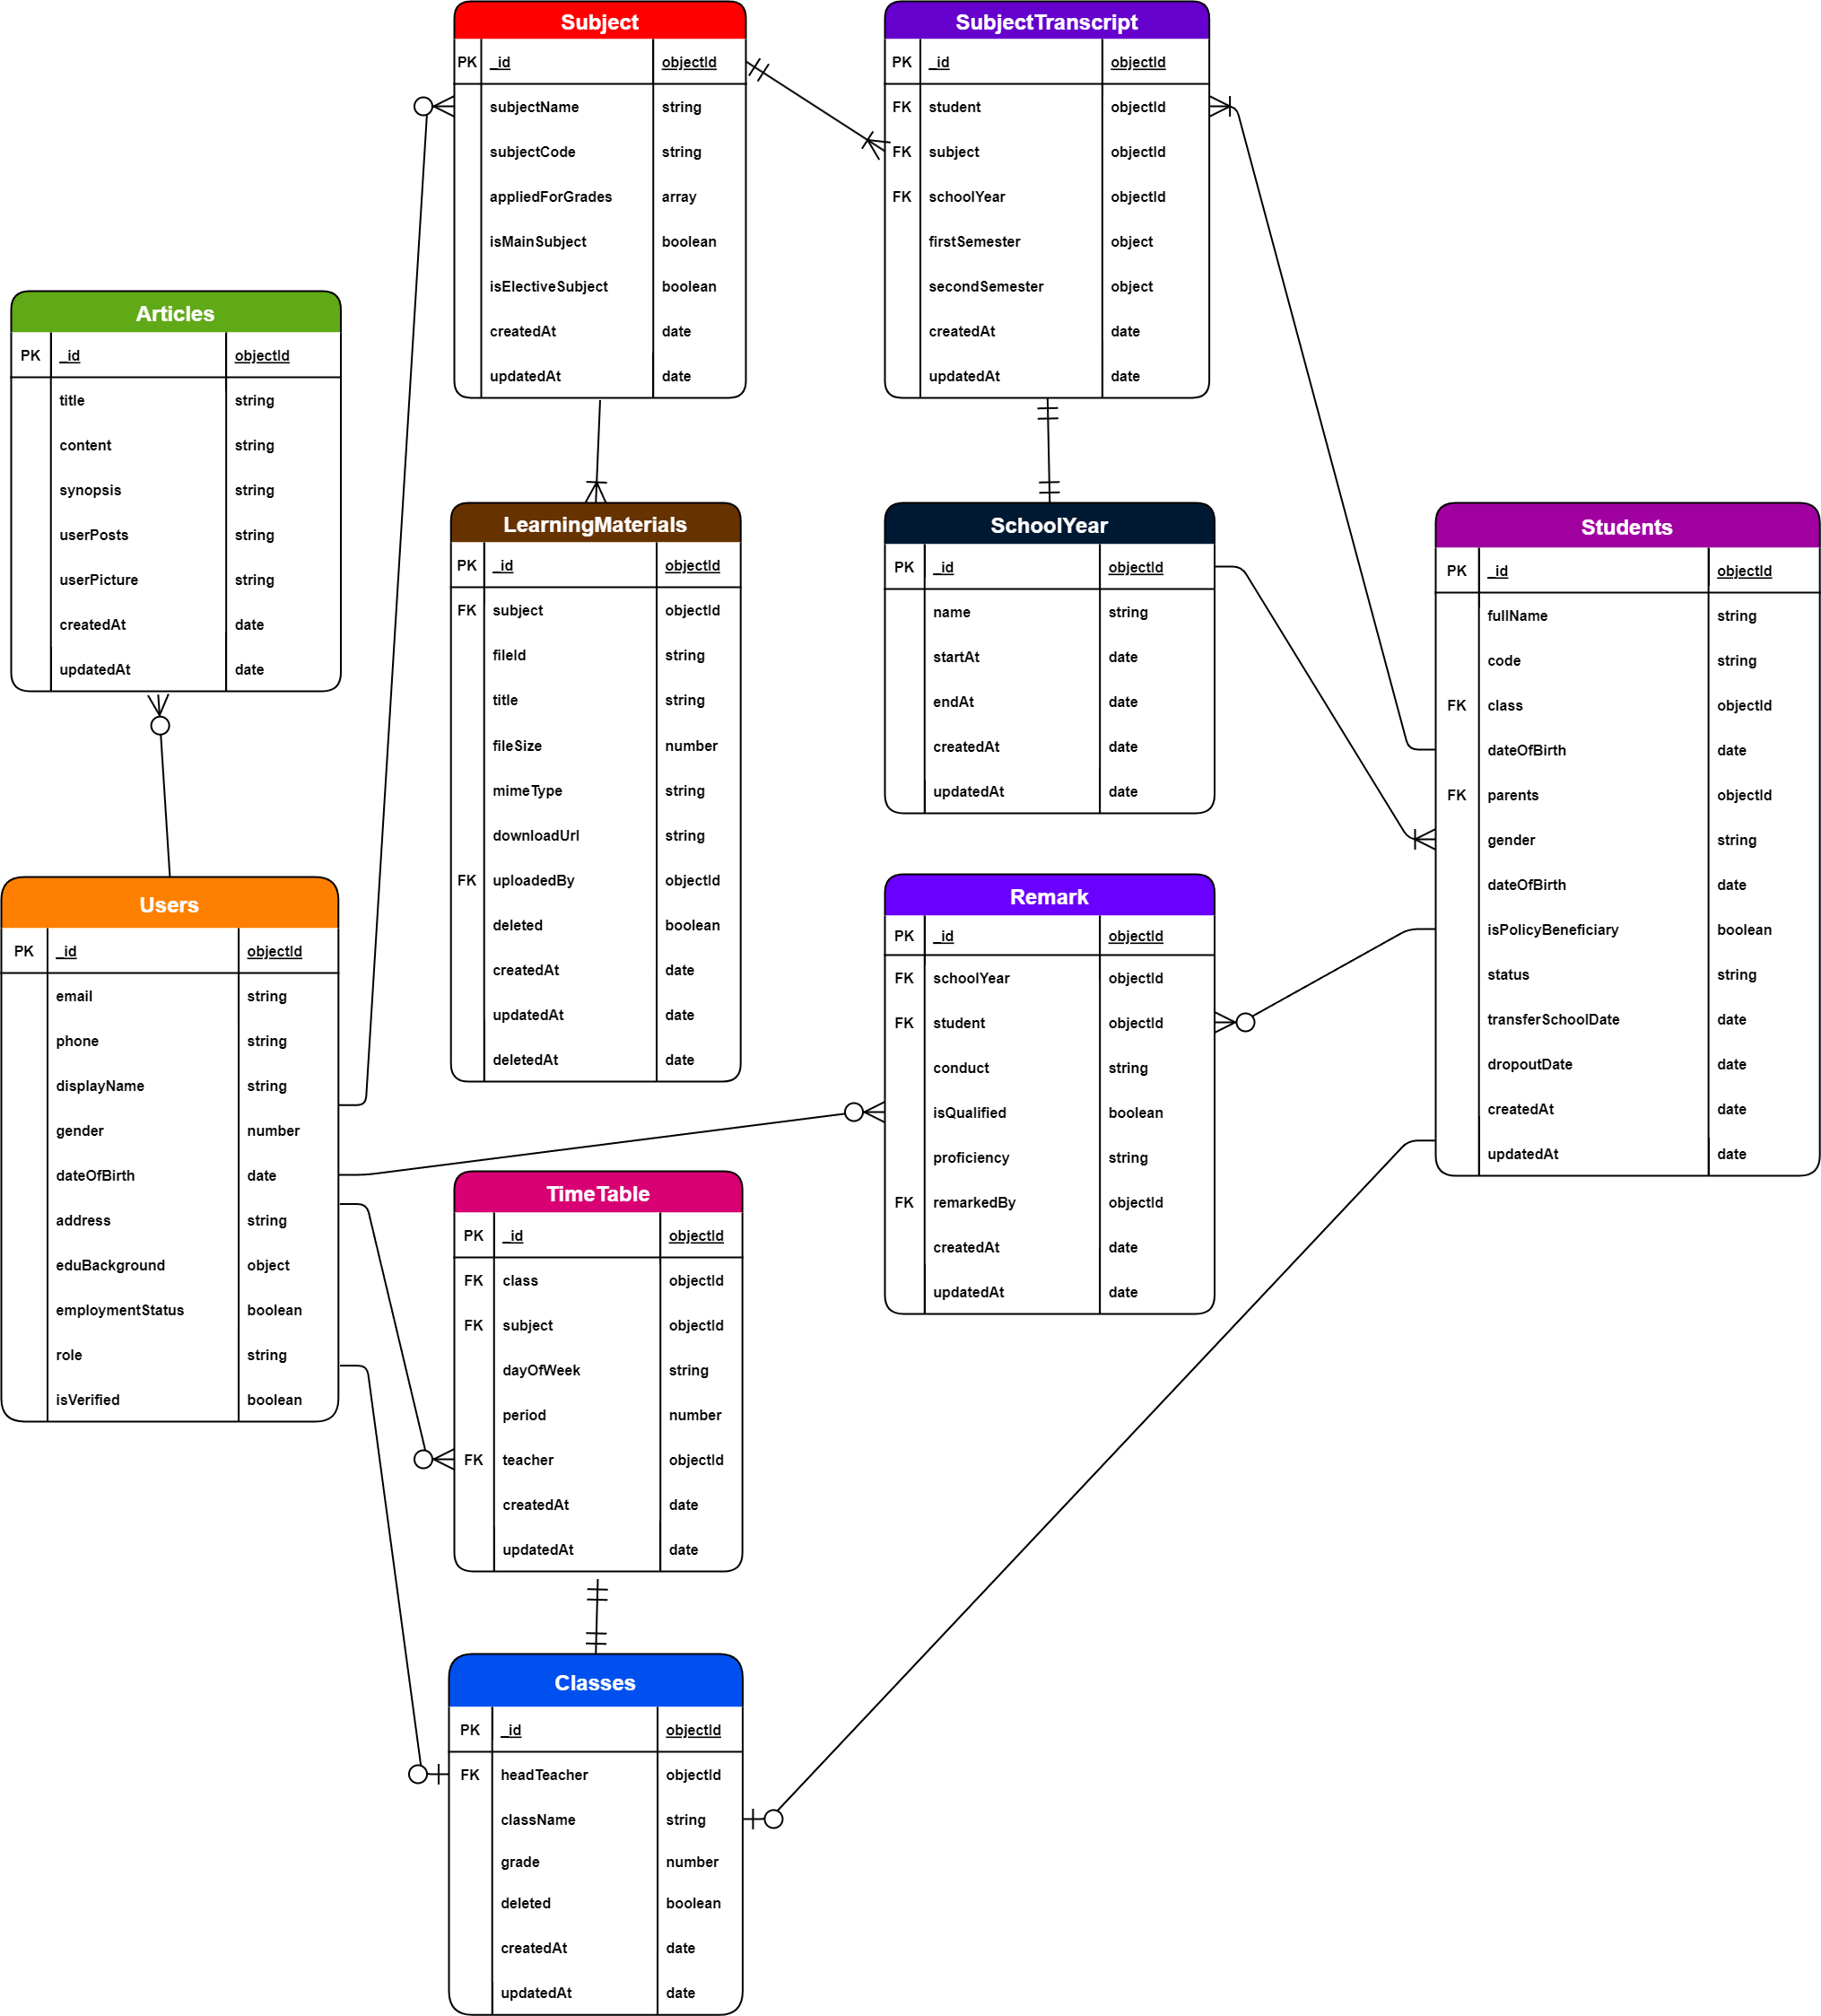 Subject
PK _id objectId
subjectName string
subjectCode string
appliedForGrades array
isMainSubject boolean
isElectiveSubject boolean
createdAt date
updatedAt date
SubjectTranscript
PK _id objectId
FK student objectId
FK subject objectId
FK schoolYear objectId
firstSemester object
secondSemester object
createdAt date
updatedAt date
Articles
PK _id objectId
title string
content string
synopsis string
userPosts string
userPicture string
createdAt date
updatedAt date
LearningMaterials
PK _id objectId
FK subject objectId
fileId string
title string
fileSize number
mimeType string
downloadUrl string
FK uploadedBy objectId
deleted boolean
createdAt date
updatedAt date
deletedAt date
SchoolYear
PK _id objectId
name string
startAt date
endAt date
createdAt date
updatedAt date
Students
PK _id objectId
fullName string
code string
FK class objectId
dateOfBirth date
FK parents objectId
gender string
dateOfBirth date
isPolicyBeneficiary boolean
status string
transferSchoolDate date
dropoutDate date
createdAt date
updatedAt date
Users
PK _id objectId
email string
phone string
displayName string
gender number
dateOfBirth date
address string
eduBackground object
employmentStatus boolean
role string
isVerified boolean
Remark
PK _id objectId
FK schoolYear objectId
FK student objectId
conduct string
isQualified boolean
proficiency string
FK remarkedBy objectId
createdAt date
updatedAt date
TimeTable
PK _id objectId
FK class objectId
FK subject objectId
dayOfWeek string
period number
FK teacher objectId
createdAt date
updatedAt date
Classes
PK _id objectId
FK headTeacher objectId
className string
grade number
deleted boolean
createdAt date
updatedAt date